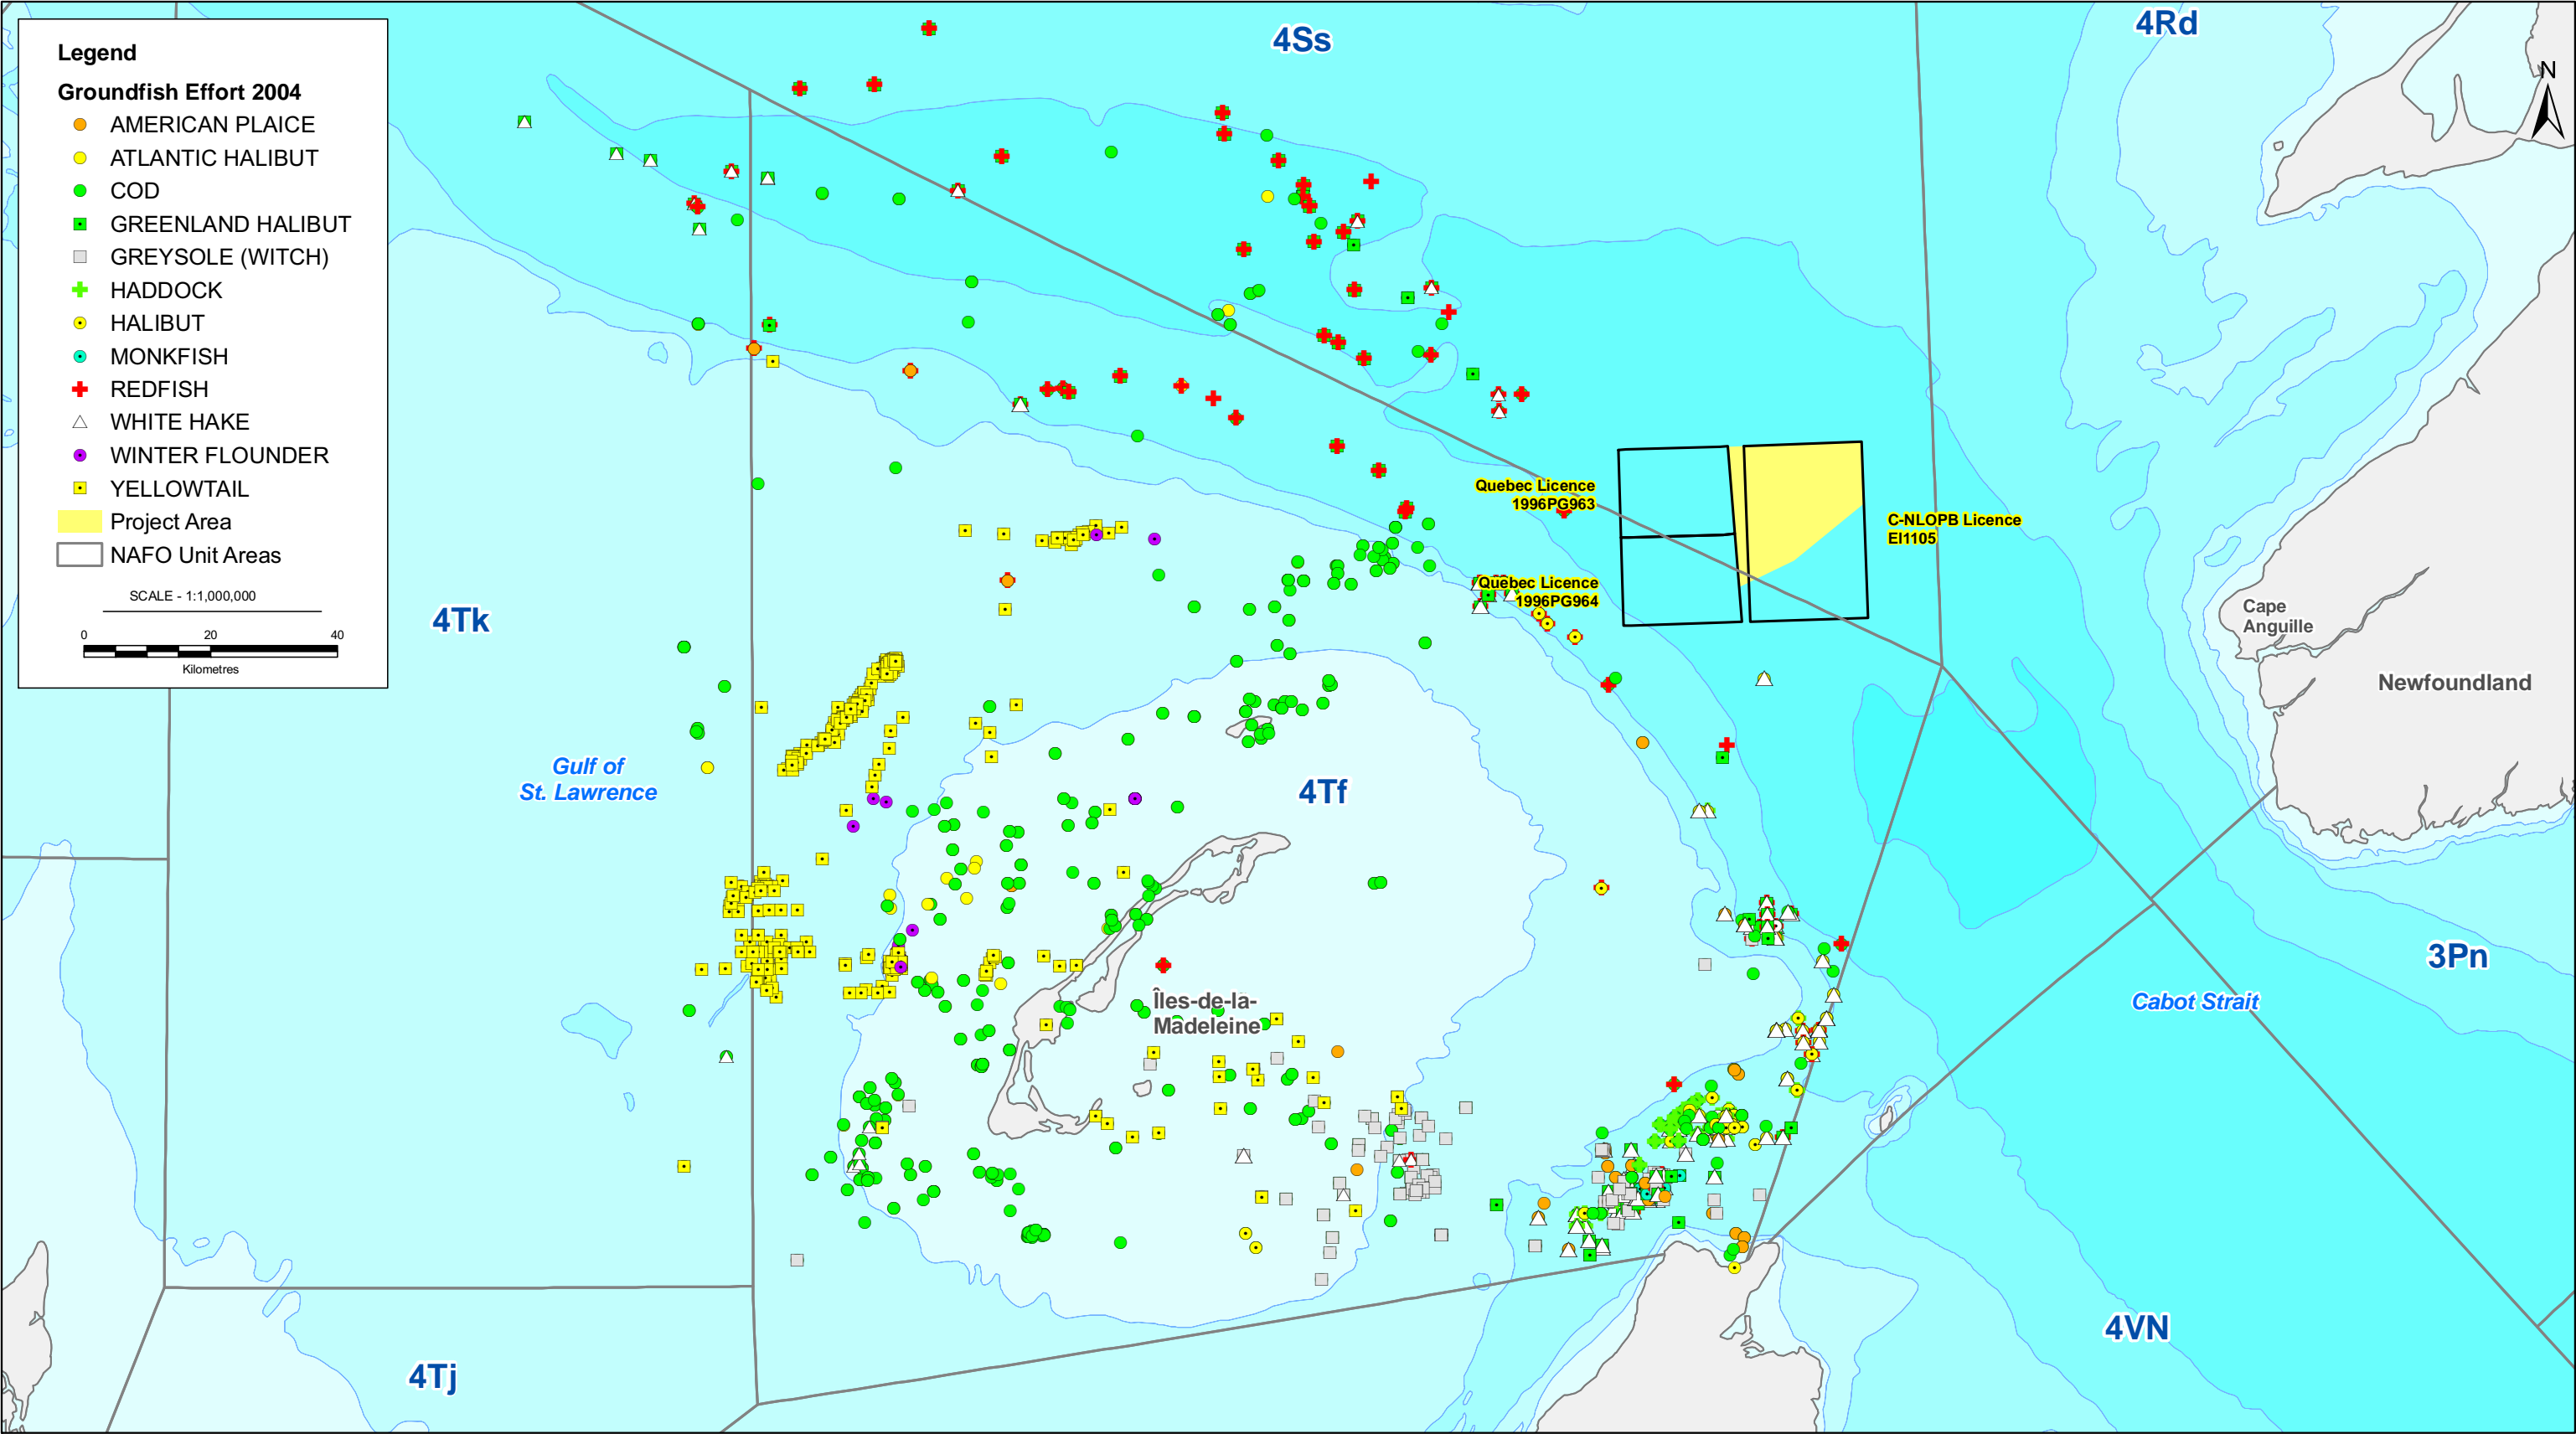 Legend
Groundfish Effort 2004
AMERICAN PLAICE
ATLANTIC HALIBUT
COD
GREENLAND HALIBUT
GREYSOLE (WITCH)
HADDOCK
HALIBUT
MONKFISH
REDFISH
WHITE HAKE
WINTER FLOUNDER
YELLOWTAIL
Project Area
NAFO Unit Areas
SCALE - 1:1,000,000
0 20 40
Kilometres
4Ss
4Rd
N
Quebec Licence
1996PG963
C-NLOPB Licence
EI1105
Quebec Licence
1996PG964
4Tk
Cape
Anguille
Newfoundland
Gulf of
St. Lawrence
4Tf
3Pn
Îles-de-la-
Madeleine
Cabot Strait
4VN
4Tj